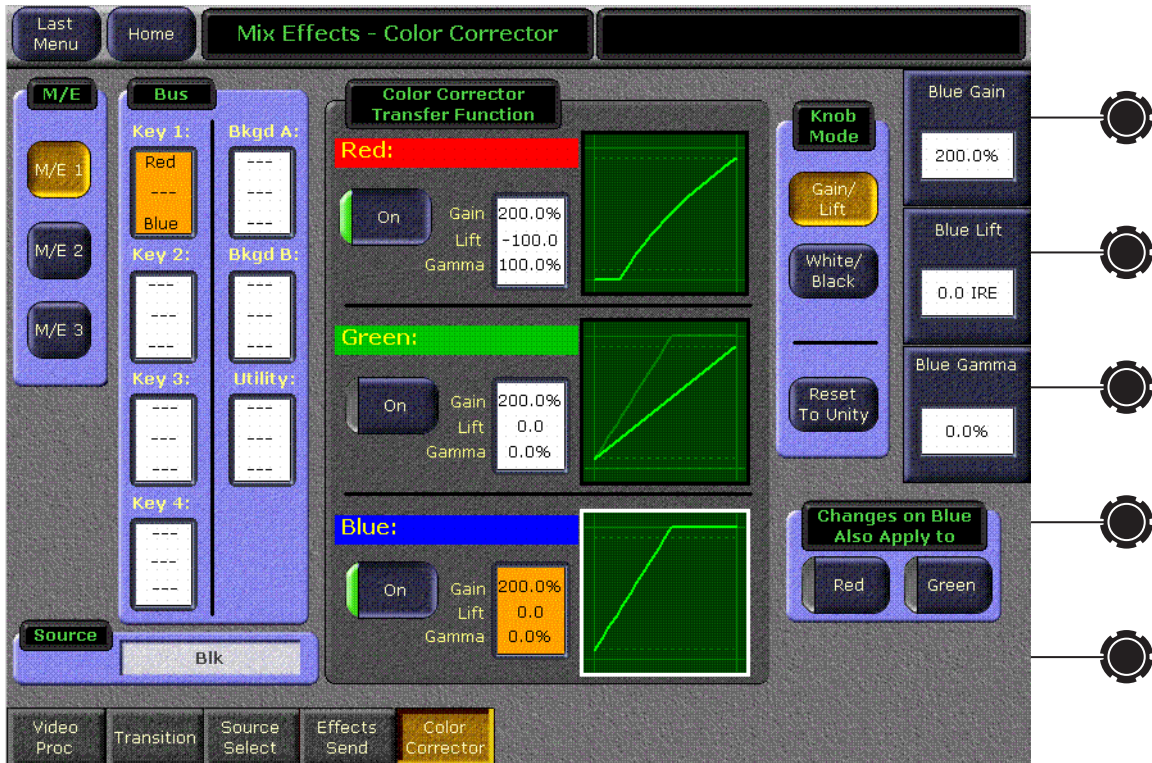 Last
Menu
Home
Mix Effects - Color Corrector
M/E
M/E 1
M/E 2
M/E 3
Bus
Key 1:
Red
---
Blue
Bkgd A:
---
---
---
Key 2:
---
---
---
Bkgd B:
---
---
---
Key 3:
---
---
---
Utility:
---
---
---
Key 4:
---
---
---
Source
Blk
Color Corrector
Transfer Function
Red:
On
Gain 200.0%
Lift -100.0
Gamma 100.0%
Green:
On
Gain 200.0%
Lift 0.0
Gamma 0.0%
Blue:
On
Gain 200.0%
Lift 0.0
Gamma 0.0%
Knob
Mode
Gain/
Lift
White/
Black
Reset
To Unity
Blue Gain
200.0%
Blue Lift
0.0 IRE
Blue Gamma
0.0%
Changes on Blue
Also Apply to
Red
Green
Video
Proc
Transition
Source
Select
Effects
Send
Color
Corrector